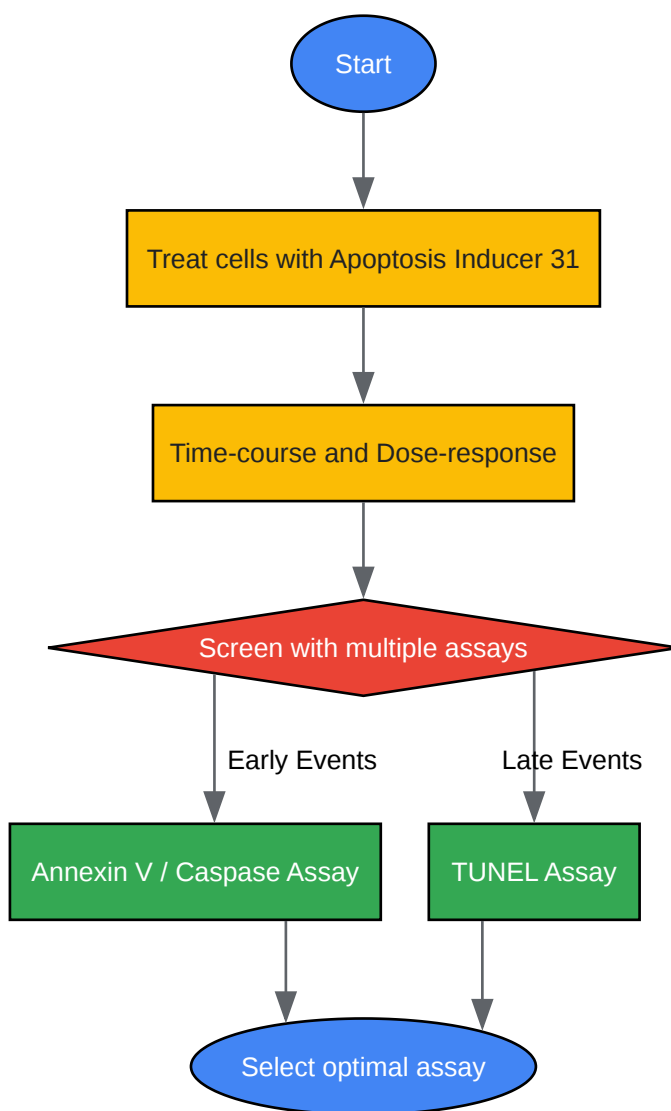 Start
Treat cells with Apoptosis Inducer 31
Time-course and Dose-response
Screen with multiple assays
Early Events
Late Events
Annexin V / Caspase Assay
TUNEL Assay
Select optimal assay